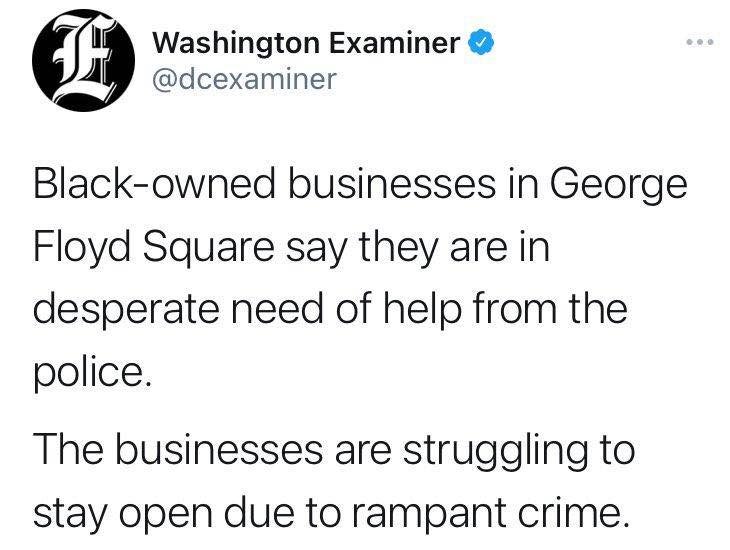 Washington Examiner
@dcexaminer
Black-owned businesses in George
Floyd Square say they are in
desperate need of help from the
police.
The businesses are struggling to
stay open due to rampant crime.